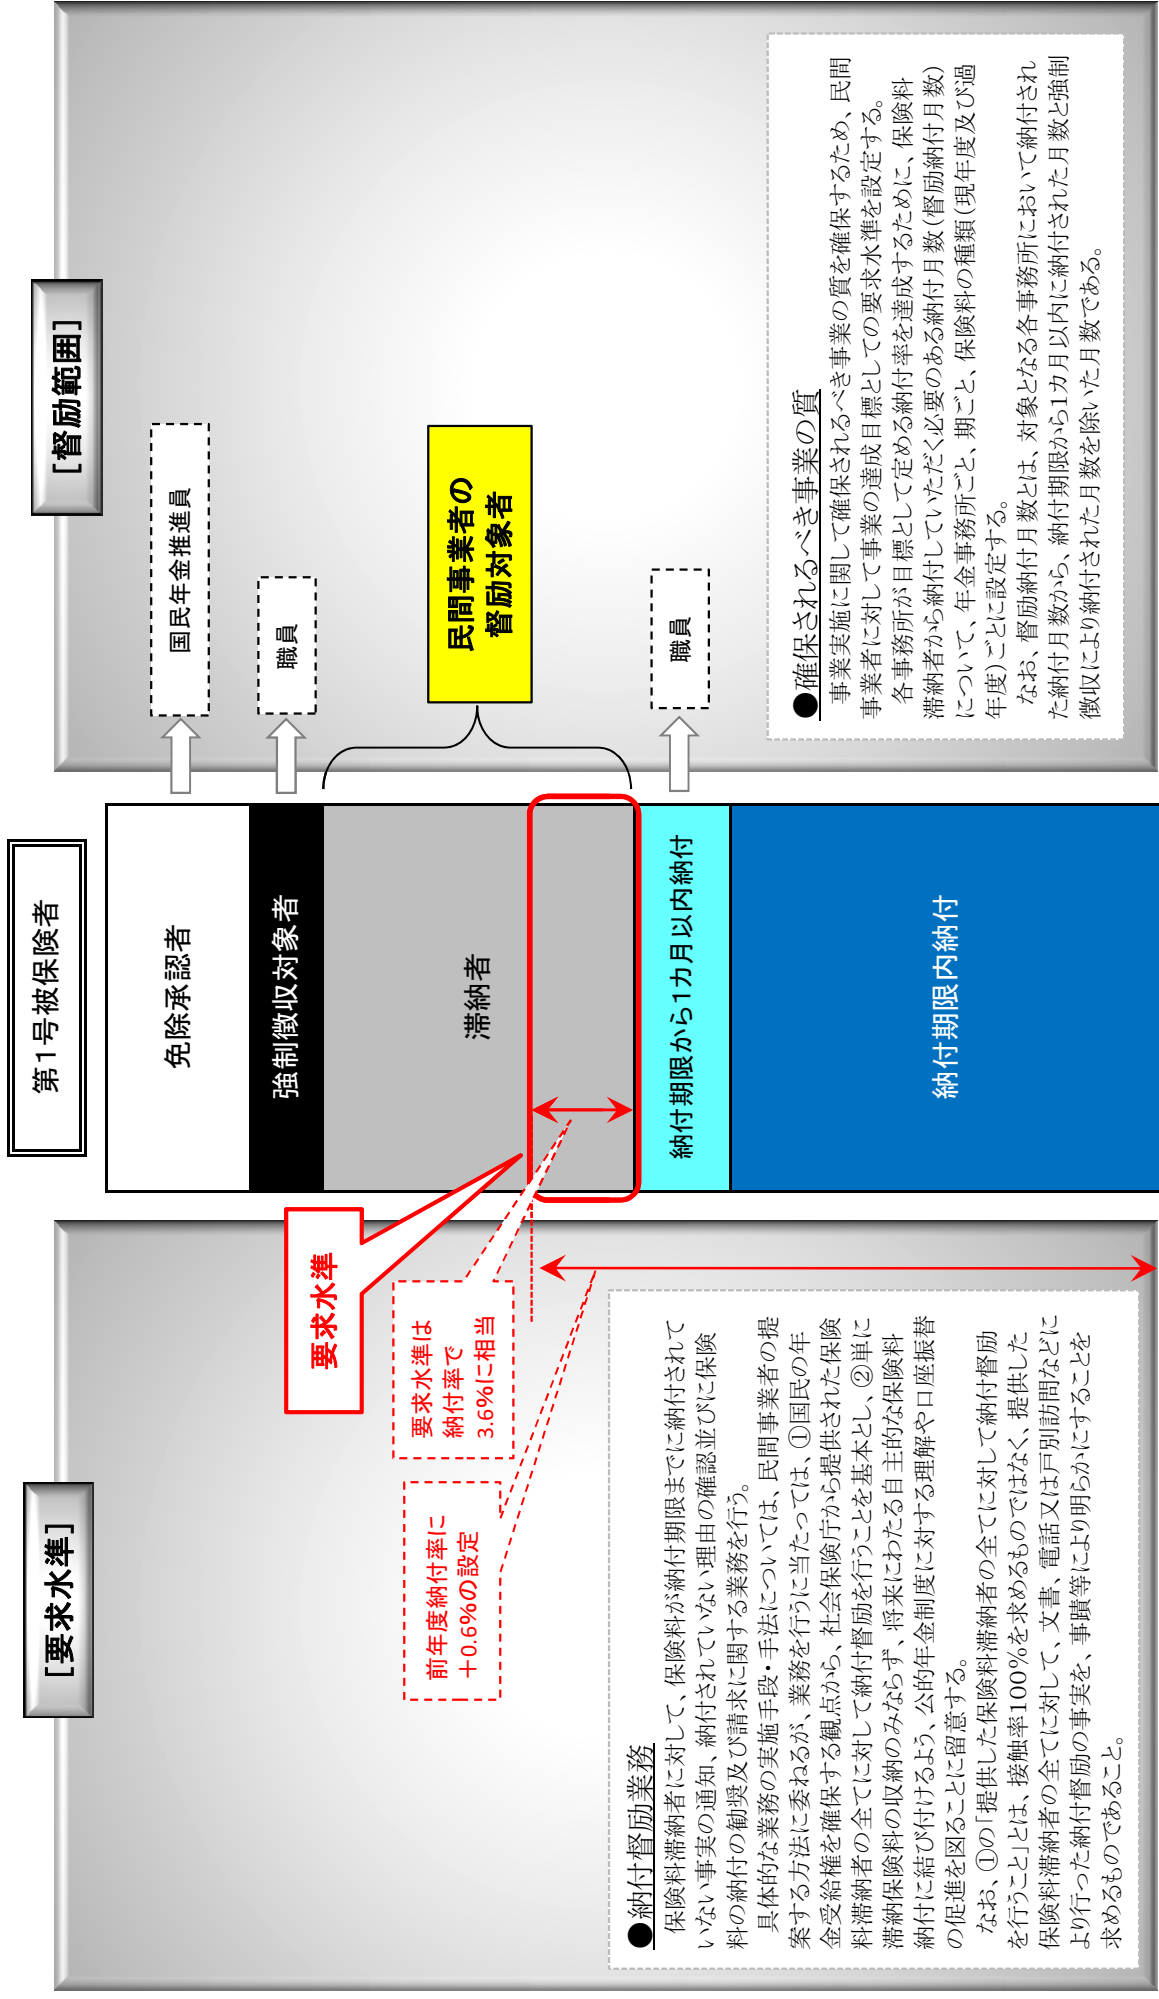 [要求水準]
要求水準
要求水準は
納付率で
3.6%に相当
前年度納付率に
＋0.6%の設定
●納付督励業務
保険料滞納者に対して、保険料が納付期限までに納付されて
いない事実の通知、納付されていない理由の確認並びに保険
料の納付の勧奨及び請求に関する業務を行う。
具体的な業務の実施手段・手法については、民間事業者の提
案する方法に委ねるが、業務を行うに当たっては、①国民の年
金受給権を確保する観点から、社会保険庁から提供された保険
料滞納者の全てに対して納付督励を行うことを基本とし、②単に
滞納保険料の収納のみならず、将来にわたる自主的な保険料
納付に結び付けるよう、公的年金制度に対する理解や口座振替
の促進を図ることに留意する。
なお、①の「提供した保険料滞納者の全てに対して納付督励
を行うこと」とは、接触率100％を求めるものではなく、提供した
保険料滞納者の全てに対して、文書、電話又は戸別訪問などに
より行った納付督励の事実を、事蹟等により明らかにすることを
求めるものであること。
第１号被保険者
免除承認者
強制徴収対象者
滞納者
納付期限から１カ月以内納付
納付期限内納付
[督励範囲]
国民年金推進員
職員
民間事業者の
督励対象者
職員
●確保されるべき事業の質
事業実施に関して確保されるべき事業の質を確保するため、民間
事業者に対して事業の達成目標としての要求水準を設定する。
各事務所が目標として定める納付率を達成するために、保険料
滞納者から納付していただく必要のある納付月数（督励納付月数）
について、年金事務所ごと、期ごと、保険料の種類（現年度及び過
年度）ごとに設定する。
なお、督励納付月数とは、対象となる各事務所において納付され
た納付月数から、納付期限から1カ月以内に納付された月数と強制
徴収により納付された月数を除いた月数である。